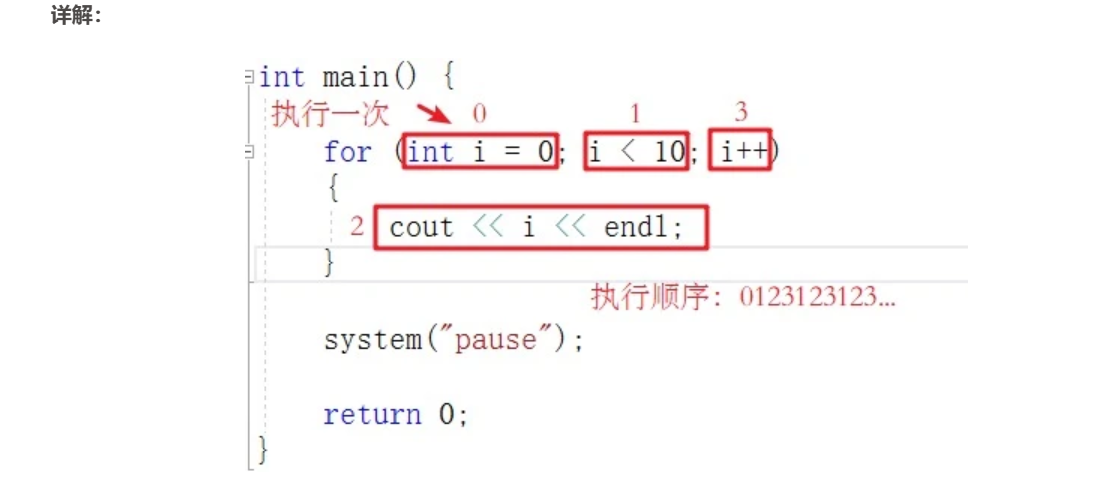 详解：
int main() {
执行一次 0 1 3
for (int i = 0; i < 10; i++)
{
2 cout << i << endl;
}
执行顺序：0123123123...
system("pause");
return 0;
}